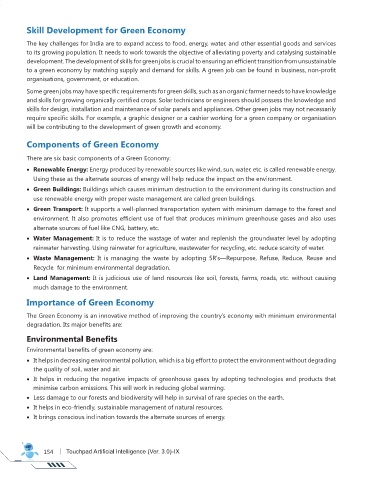 Skill Development for Green Economy
The key challenges for India are to expand access to food, energy, water, and other essential goods and services
to its growing population. It needs to work towards the objective of alleviating poverty and catalysing sustainable
development. The development of skills for green jobs is crucial to ensuring an efficient transition from unsustainable
to a green economy by matching supply and demand for skills. A green job can be found in business, non-profit
organisations, government, or education.
Some green jobs may have specific requirements for green skills, such as an organic farmer needs to have knowledge
and skills for growing organically certified crops. Solar technicians or engineers should possess the knowledge and
skills for design, installation and maintenance of solar panels and appliances. Other green jobs may not necessarily
require specific skills. For example, a graphic designer or a cashier working for a green company or organisation
will be contributing to the development of green growth and economy.
Components of Green Economy
There are six basic components of a Green Economy:
• Renewable Energy: Energy produced by renewable sources like wind, sun, water, etc. is called renewable energy.
Using these as the alternate sources of energy will help reduce the impact on the environment.
• Green Buildings: Buildings which causes minimum destruction to the environment during its construction and
use renewable energy with proper waste management are called green buildings.
• Green Transport: It supports a well-planned transportation system with minimum damage to the forest and
environment. It also promotes efficient use of fuel that produces minimum greenhouse gases and also uses
alternate sources of fuel like CNG, battery, etc.
• Water Management: It is to reduce the wastage of water and replenish the groundwater level by adopting
rainwater harvesting. Using rainwater for agriculture, wastewater for recycling, etc. reduce scarcity of water.
• Waste Management: It is managing the waste by adopting 5R's—Repurpose, Refuse, Reduce, Reuse and
Recycle for minimum environmental degradation.
• Land Management: It is judicious use of land resources like soil, forests, farms, roads, etc. without causing
much damage to the environment.
Importance of Green Economy
The Green Economy is an innovative method of improving the country's economy with minimum environmental
degradation. Its major benefits are:
Environmental Benefits
Environmental benefits of green economy are:
• It helps in decreasing environmental pollution, which is a big effort to protect the environment without degrading
the quality of soil, water and air.
• It helps in reducing the negative impacts of greenhouse gases by adopting technologies and products that
minimise carbon emissions. This will work in reducing global warming.
• Less damage to our forests and biodiversity will help in survival of rare species on the earth.
• It helps in eco-friendly, sustainable management of natural resources.
• It brings conscious inclination towards the alternate sources of energy.
154 | Touchpad Artificial Intelligence (Ver. 3.0)-IX